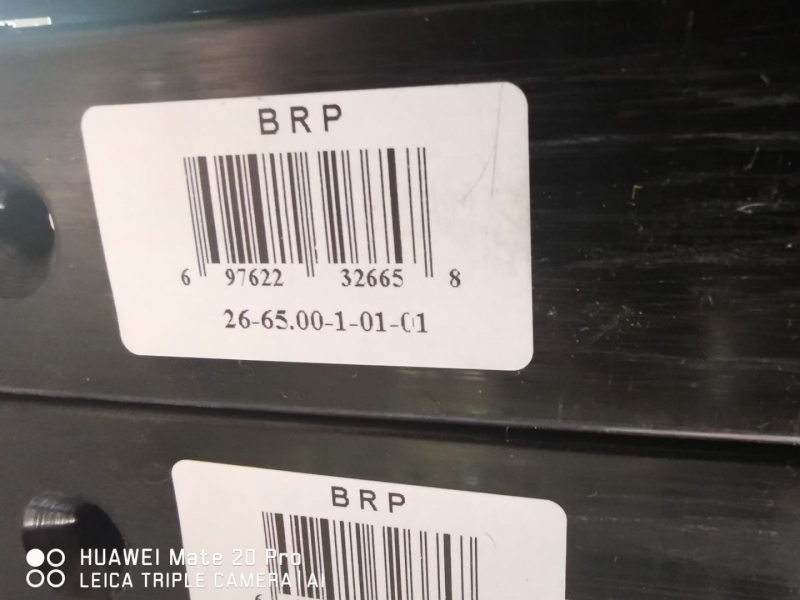 BRP
6 97622 32665 8
26-65.00-1-01-01
BRP
HUAWEI Mate 20 Pro
LEICA TRIPLE CAMERA | AI